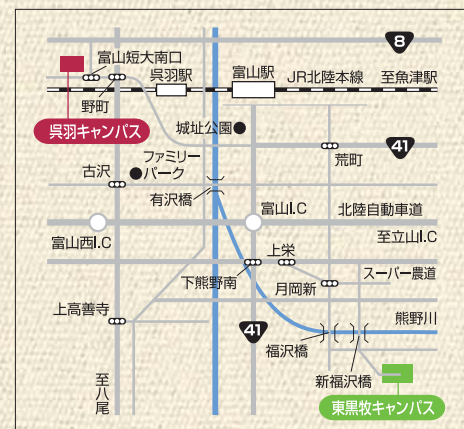 8
富山短大南口
呉羽駅
富山駅
JR北陸本線
至魚津駅
野町
呉羽キャンパス
城址公園
41
荒町
古沢
ファミリー
パーク
有沢橋
富山I.C
北陸自動車道
富山西I.C
至立山I.C
上栄
スーパー農道
下熊野南
月岡新
上高善寺
41
熊野川
福沢橋
新福沢橋
至八尾
東黒牧キャンパス